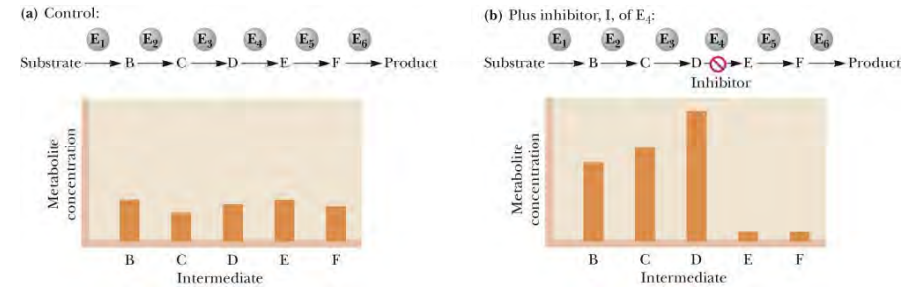 (a) Control:
E1 E2 E3 E4 E5 E6
Substrate → B → C → D → E → F → Product
Metabolite
concentration
B C D E F
Intermediate
(b) Plus inhibitor, I, of E4:
E1 E2 E3 E4 E5 E6
Substrate → B → C → D → E → F → Product
Inhibitor
Metabolite
concentration
B C D E F
Intermediate